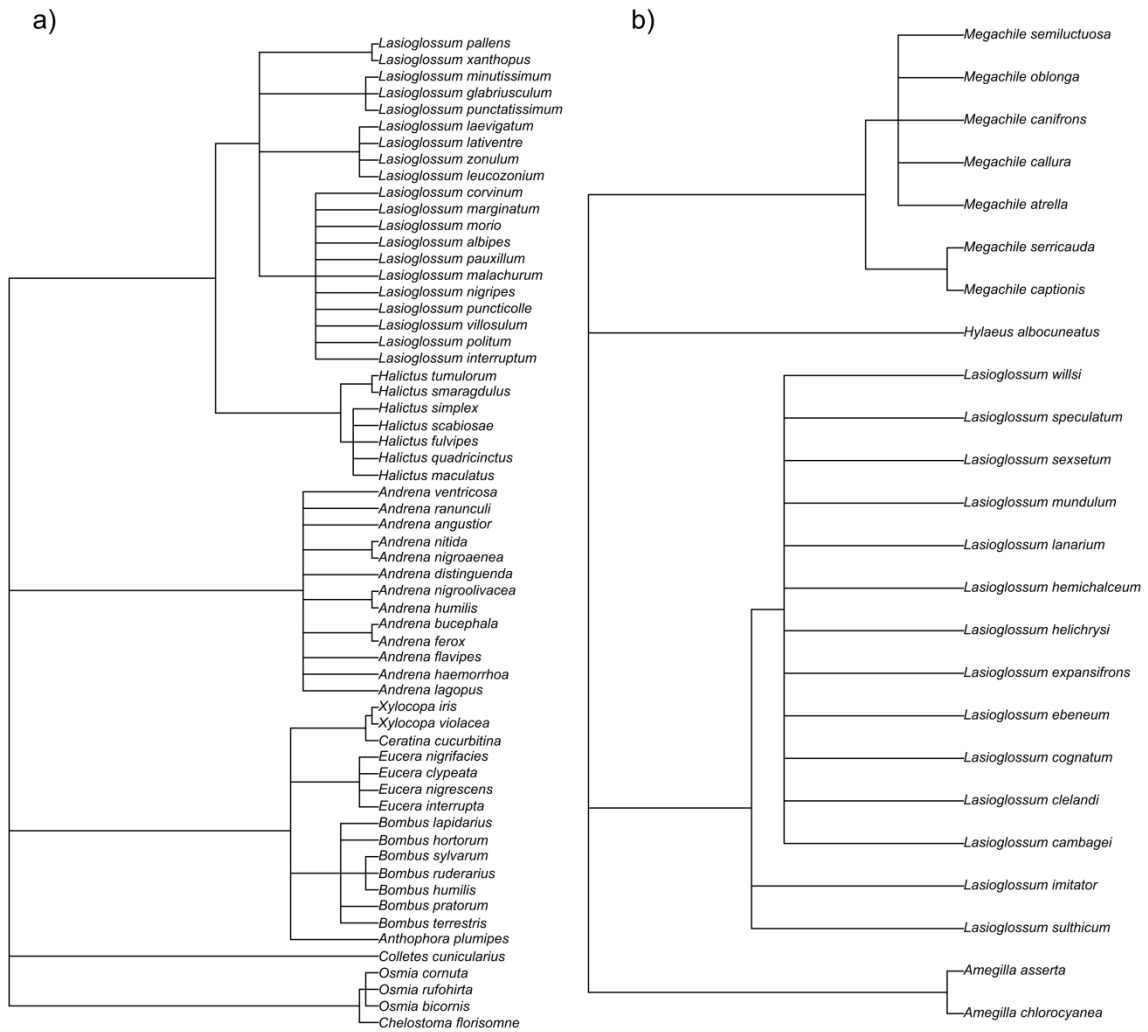 a)
Lasioglossum pallens
Lasioglossum xanthopus
Lasioglossum minutissimum
Lasioglossum glabriusculum
Lasioglossum punctatissimum
Lasioglossum laevigatum
Lasioglossum lativentre
Lasioglossum zonulum
Lasioglossum leucozonium
Lasioglossum corvinum
Lasioglossum marginatum
Lasioglossum morio
Lasioglossum albipes
Lasioglossum pauxillum
Lasioglossum malachurum
Lasioglossum nigripes
Lasioglossum puncticolle
Lasioglossum villosulum
Lasioglossum politum
Lasioglossum interruptum
Halictus tumulorum
Halictus smaragdulus
Halictus simplex
Halictus scabiosae
Halictus fulvipes
Halictus quadricinctus
Halictus maculatus
Andrena ventricosa
Andrena ranunculi
Andrena angustior
Andrena nitida
Andrena nigroaenea
Andrena distinguenda
Andrena nigroolivacea
Andrena humilis
Andrena bucephala
Andrena ferox
Andrena flavipes
Andrena haemorrhoa
Andrena lagopus
Xylocopa iris
Xylocopa violacea
Ceratina cucurbitina
Eucera nigrifacies
Eucera clypeata
Eucera nigrescens
Eucera interrupta
Bombus lapidarius
Bombus hortorum
Bombus sylvarum
Bombus ruderarius
Bombus humilis
Bombus pratorum
Bombus terrestris
Anthophora plumipes
Colletes cunicularius
Osmia cornuta
Osmia rufohirta
Osmia bicornis
Chelostoma florisomne
b)
Megachile semiluctuosa
Megachile oblonga
Megachile canifrons
Megachile callura
Megachile atrella
Megachile serricauda
Megachile captionis
Hylaeus albocuneatus
Lasioglossum willsi
Lasioglossum speculatum
Lasioglossum sexsetum
Lasioglossum mundulum
Lasioglossum lanarium
Lasioglossum hemichalceum
Lasioglossum helichrysi
Lasioglossum expansifrons
Lasioglossum ebeneum
Lasioglossum cognatum
Lasioglossum clelandi
Lasioglossum cambagei
Lasioglossum imitator
Lasioglossum sulthicum
Amegilla asserta
Amegilla chlorocyanea